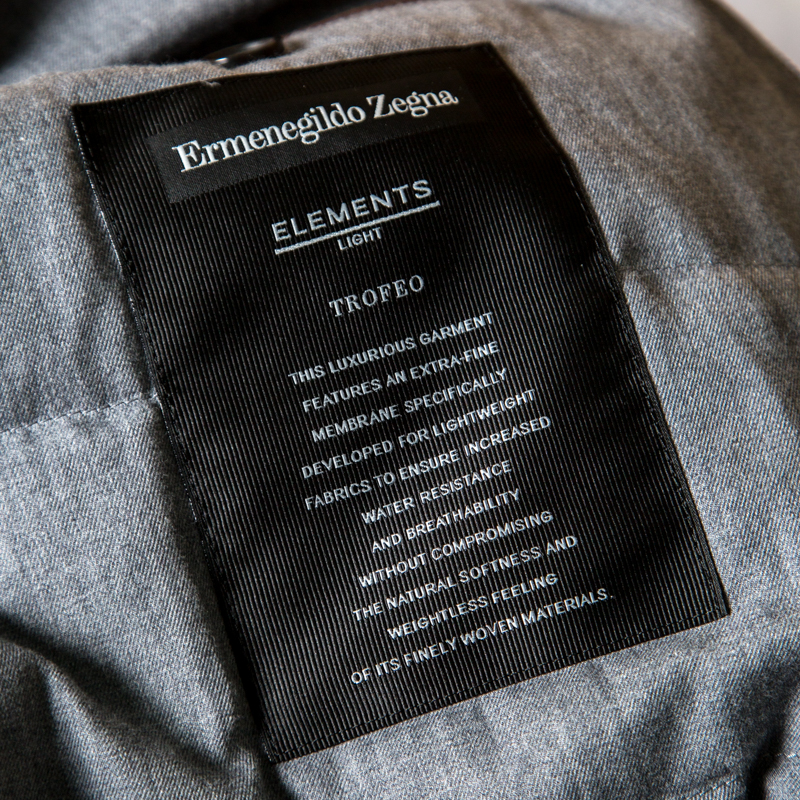 Ermenegildo Zegna
ELEMENTS
LIGHT
TROFEO
THIS LUXURIOUS GARMENT
FEATURES AN EXTRA-FINE
MEMBRANE SPECIFICALLY
DEVELOPED FOR LIGHTWEIGHT
FABRICS TO ENSURE INCREASED
WATER RESISTANCE
AND BREATHABILITY
WITHOUT COMPROMISING
THE NATURAL SOFTNESS AND
WEIGHTLESS FEELING
OF ITS FINELY WOVEN MATERIALS.